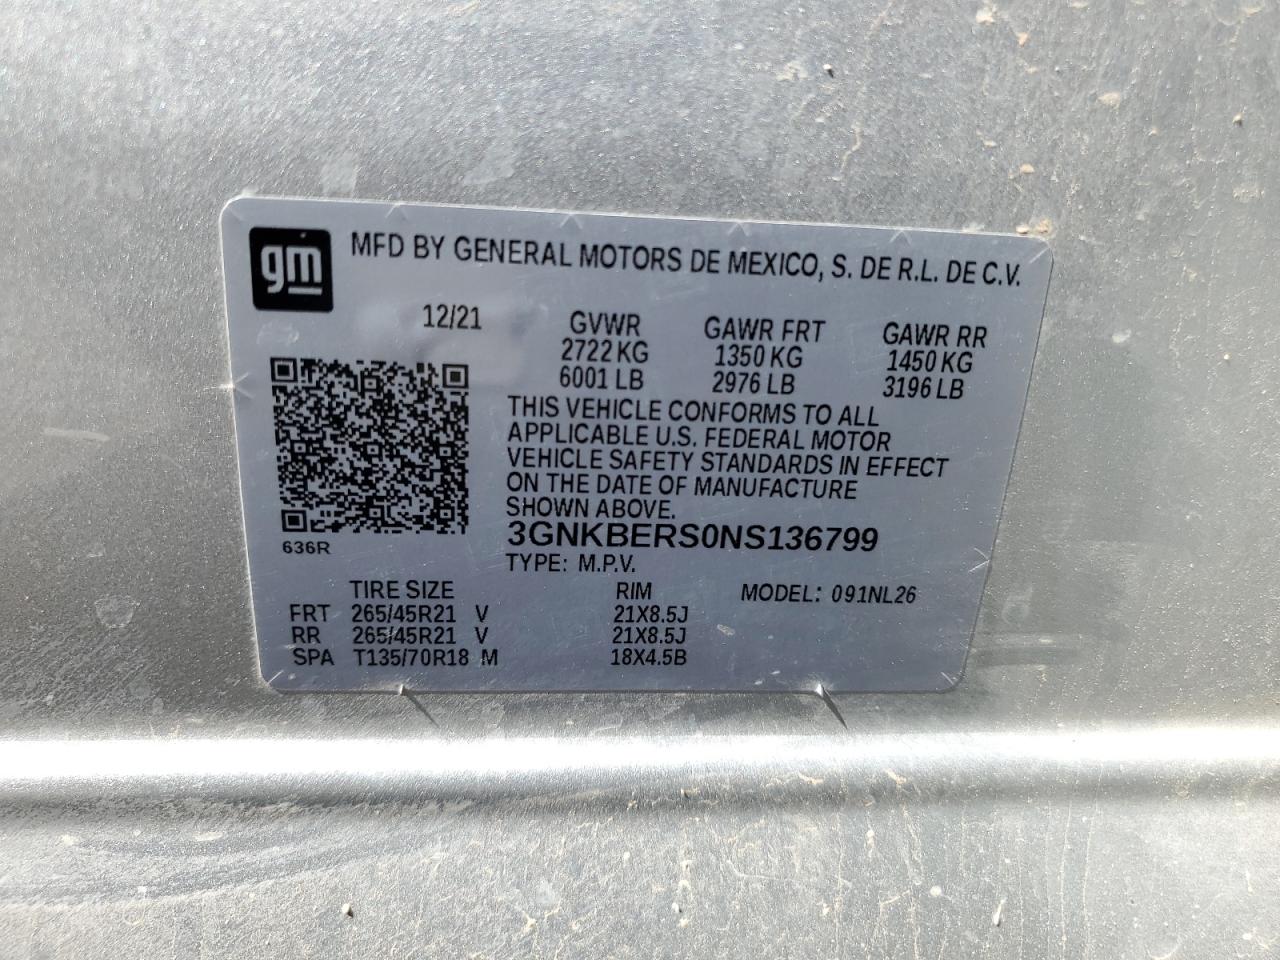 gm
MFD BY GENERAL MOTORS DE MEXICO, S. DE R.L. DE C.V.
12/21 GVWR GAWR FRT GAWR RR
2722 KG 1350 KG 1450 KG
6001 LB 2976 LB 3196 LB
THIS VEHICLE CONFORMS TO ALL
APPLICABLE U.S. FEDERAL MOTOR
VEHICLE SAFETY STANDARDS IN EFFECT
ON THE DATE OF MANUFACTURE
SHOWN ABOVE.
636R
3GNKBERS0NS136799
TYPE: M.P.V.
TIRE SIZE RIM MODEL: 091NL26
FRT 265/45R21 V 21X8.5J
RR 265/45R21 V 21X8.5J
SPA T135/70R18 M 18X4.5B